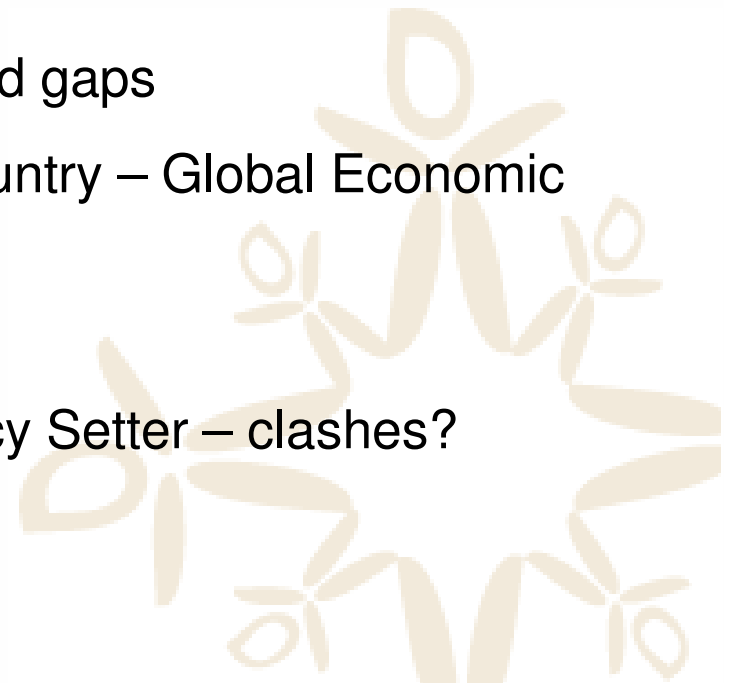 d gaps
untry – Global Economic
cy Setter – clashes?